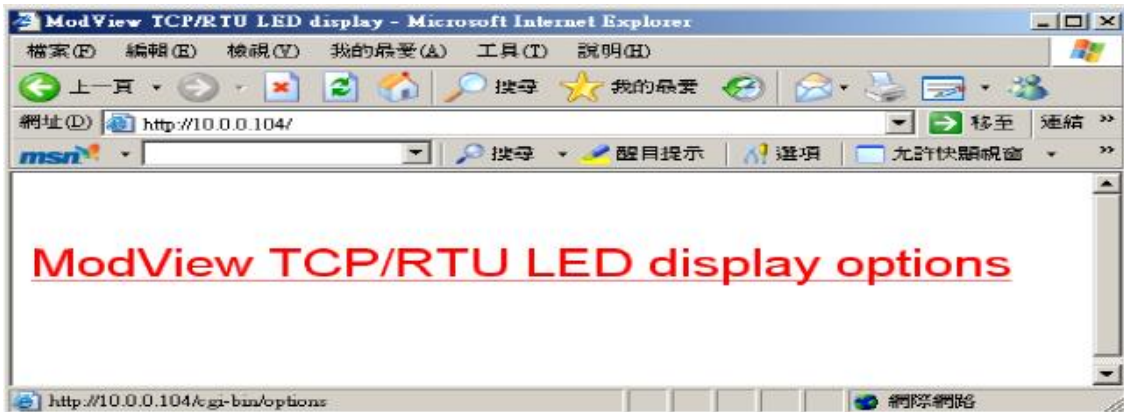 ModView TCP/RTU LED display - Microsoft Internet Explorer
檔案(F) 編輯(E) 檢視(V) 我的最愛(A) 工具(T) 說明(H)
上一頁 搜尋 我的最愛
網址(D) http://10.0.0.104/ 移至 連結 »
msn 搜尋 醒目提示 選項 允許快顯視窗 »
ModView TCP/RTU LED display options
http://10.0.0.104/cgi-bin/options 網際網路